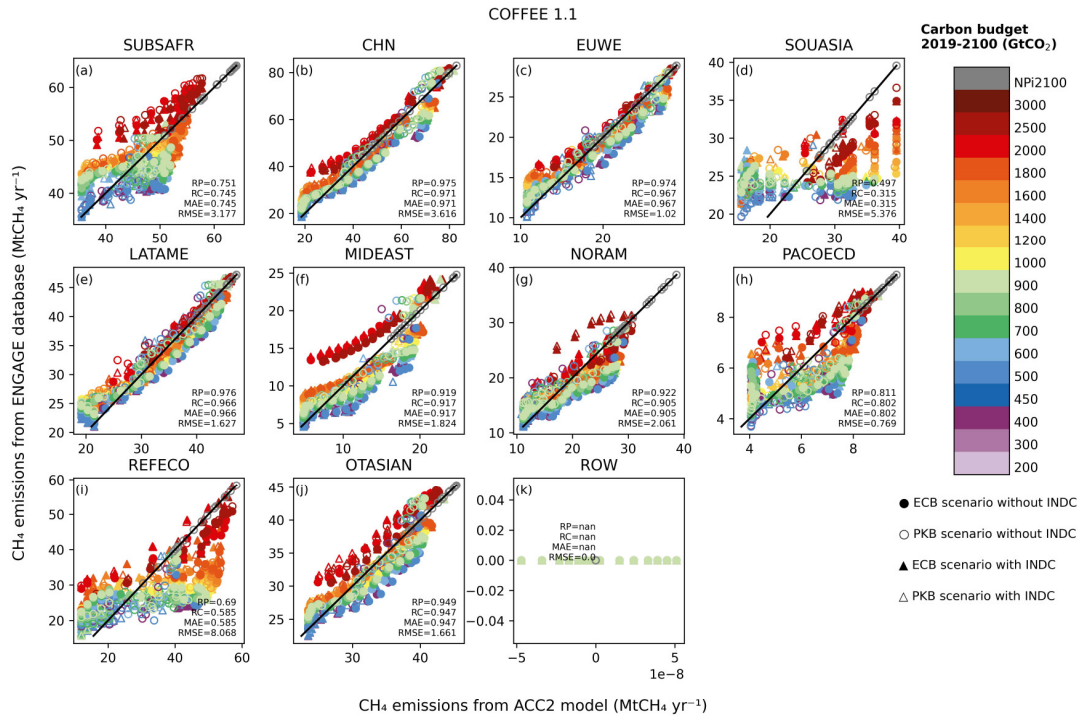 COFFEE 1.1
SUBSAFR
CHN
EUWE
SOUASIA
(a)
RP=0.751
RC=0.745
MAE=0.745
RMSE=3.177
60
50
40
40 50 60
(b)
RP=0.975
RC=0.971
MAE=0.971
RMSE=3.616
80
60
40
20
20 40 60 80
(c)
RP=0.974
RC=0.967
MAE=0.967
RMSE=1.02
30
25
20
15
10
10 20
(d)
RP=0.497
RC=0.315
MAE=0.315
RMSE=5.376
40
35
30
25
20
15 20 25 30 35 40
LATAME
MIDEAST
NORAM
PACOECD
(e)
RP=0.976
RC=0.966
MAE=0.966
RMSE=1.627
45
40
35
30
25
20
20 30 40
(f)
RP=0.919
RC=0.917
MAE=0.917
RMSE=1.824
25
20
15
10
5
10 20
(g)
RP=0.922
RC=0.905
MAE=0.905
RMSE=2.061
40
30
20
10
10 20 30 40
(h)
RP=0.811
RC=0.802
MAE=0.802
RMSE=0.769
10
8
6
4
4 6 8
REFECO
OTASIAN
ROW
(i)
RP=0.69
RC=0.585
MAE=0.585
RMSE=8.068
60
50
40
30
20
20 40 60
(j)
RP=0.949
RC=0.947
MAE=0.947
RMSE=1.661
45
40
35
30
25
30 40
(k)
RP=nan
RC=nan
MAE=nan
RMSE=0.0
0.04
0.02
0.00
−0.02
−0.04
−5 0 5
1e−8
CH₄ emissions from ENGAGE database (MtCH₄ yr⁻¹)
CH₄ emissions from ACC2 model (MtCH₄ yr⁻¹)
Carbon budget
2019-2100 (GtCO₂)
NPi2100
3000
2500
2000
1800
1600
1400
1200
1000
900
800
700
600
500
450
400
300
200
ECB scenario without INDC
PKB scenario without INDC
ECB scenario with INDC
PKB scenario with INDC